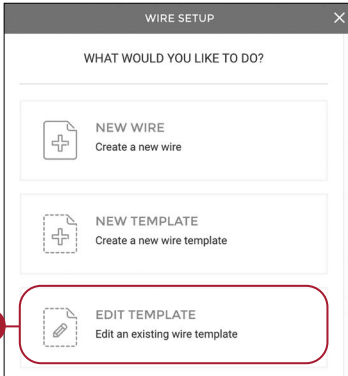 WIRE SETUP
WHAT WOULD YOU LIKE TO DO?
NEW WIRE
Create a new wire
NEW TEMPLATE
Create a new wire template
EDIT TEMPLATE
Edit an existing wire template